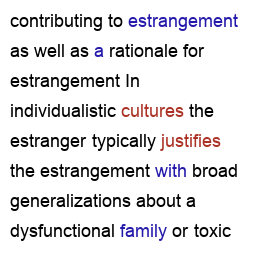 contributing to estrangement
as well as a rationale for
estrangement In
individualistic cultures the
estranger typically justifies
the estrangement with broad
generalizations about a
dysfunctional family or toxic